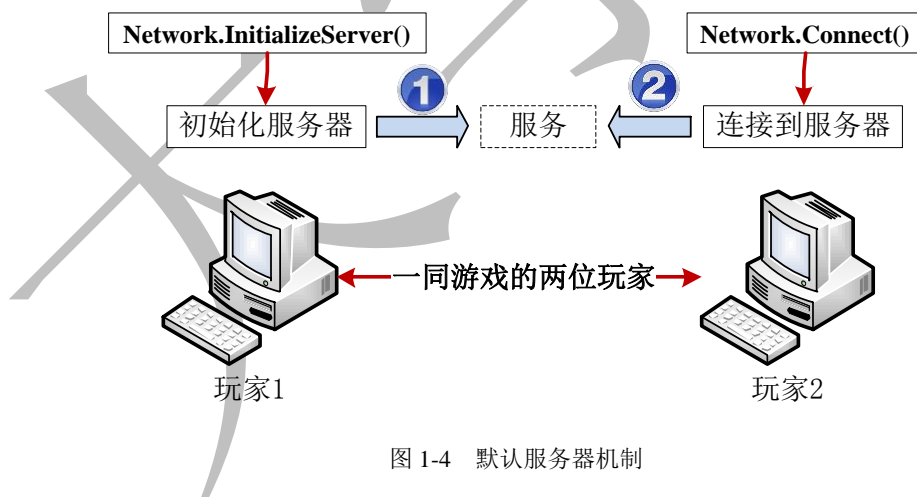 Network.InitializeServer()
Network.Connect()
1
2
初始化服务器
服务
连接到服务器
一同游戏的两位玩家
玩家1
玩家2
图 1-4 默认服务器机制